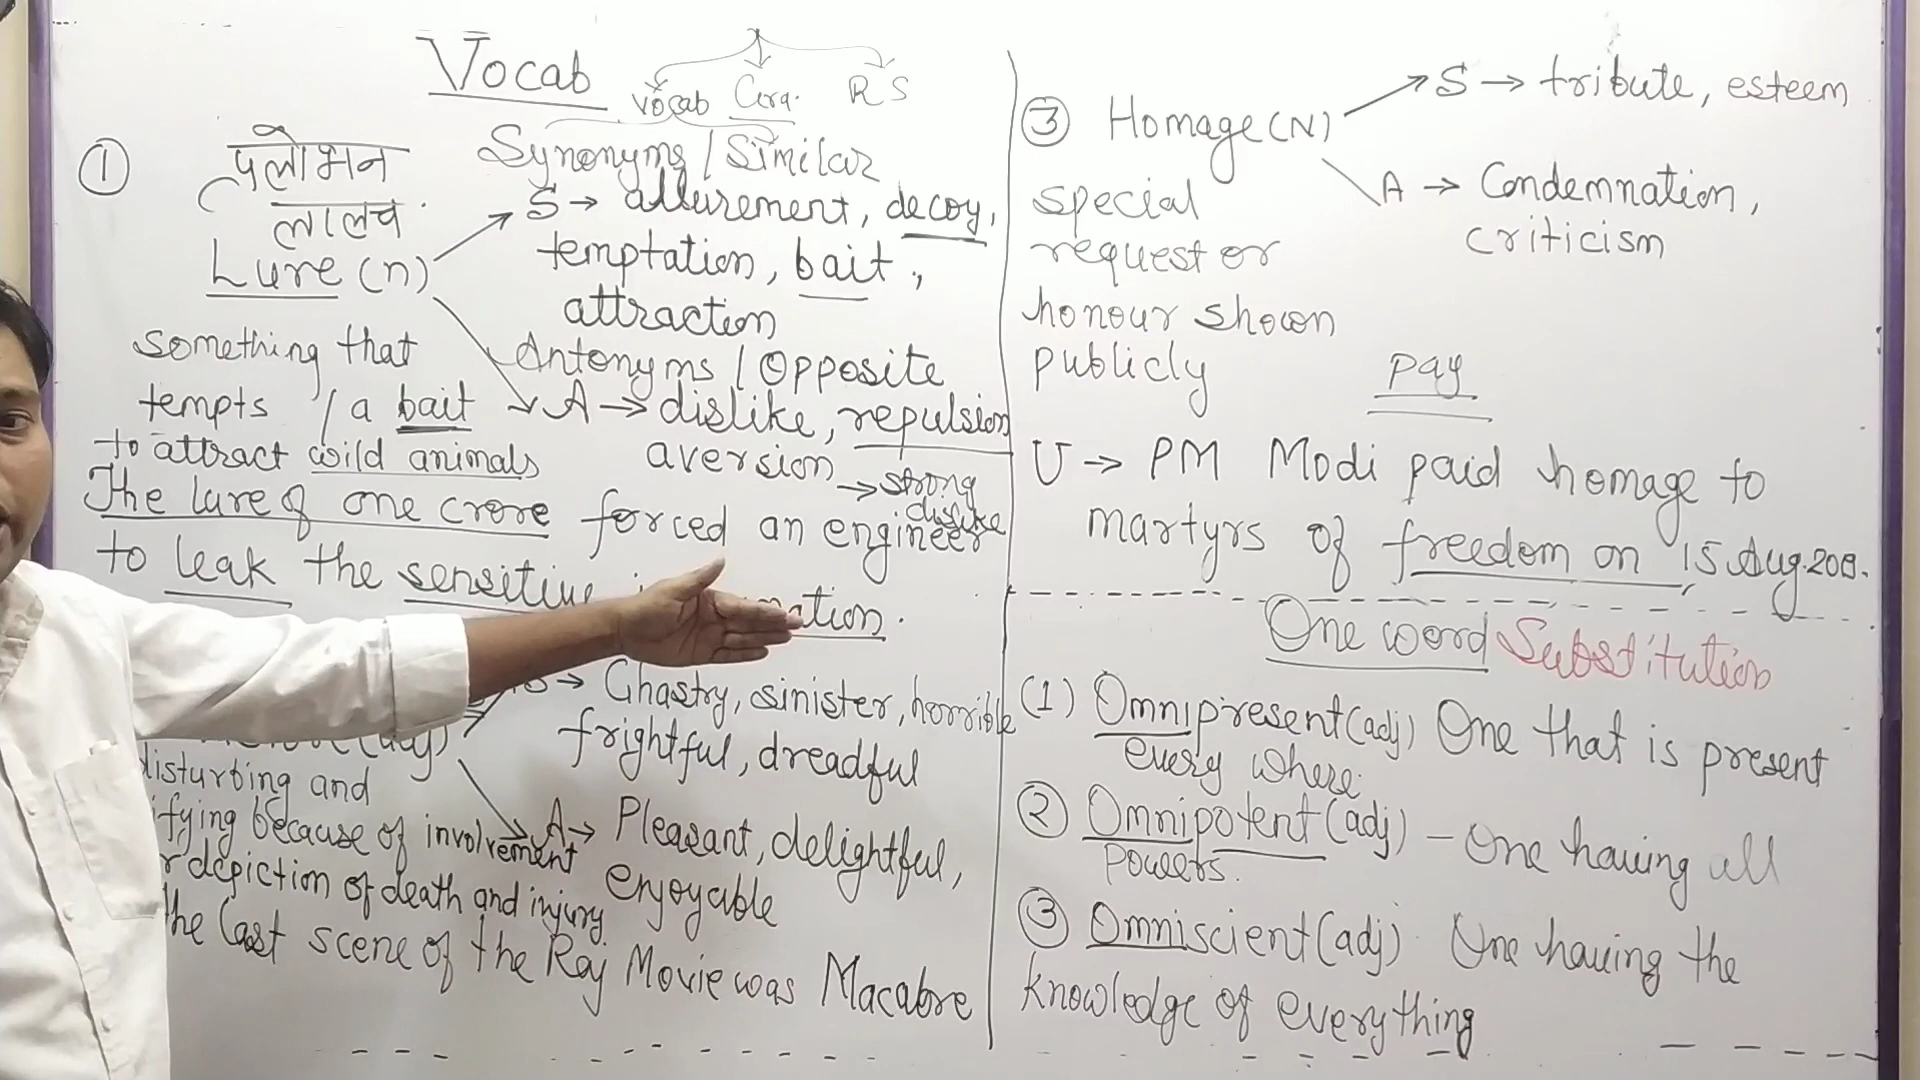 Vocab
vocab Gra. RS
① प्रलोभन
लालच
Synonyms / Similar
Lure (n)
S → allurement, decoy,
temptation, bait,
attraction
something that
tempts / a bait
to attract wild animals
Antonyms / Opposite
A → dislike, repulsion
aversion → strong
dislike
The lure of one crore forced an engineer
to leak the sensitive
S → Ghastry, sinister, horrible
frightful, dreadful
disturbing and
because of involvement
depiction of death and injury
A → Pleasant, delightful,
enjoyable
the last scene of the Raj Movie was Macabre
③ Homage (N)
S → tribute, esteem
A → Condemnation,
criticism
special
request or
honour shown
publicly
pay
U → PM Modi paid homage to
martyrs of freedom on 15 Aug.
One word Substitution
(1) Omnipresent (adj) One that is present
every where.
② Omnipotent (adj) - One having all
Powers.
③ Omniscient (adj). One having the
knowledge of everything